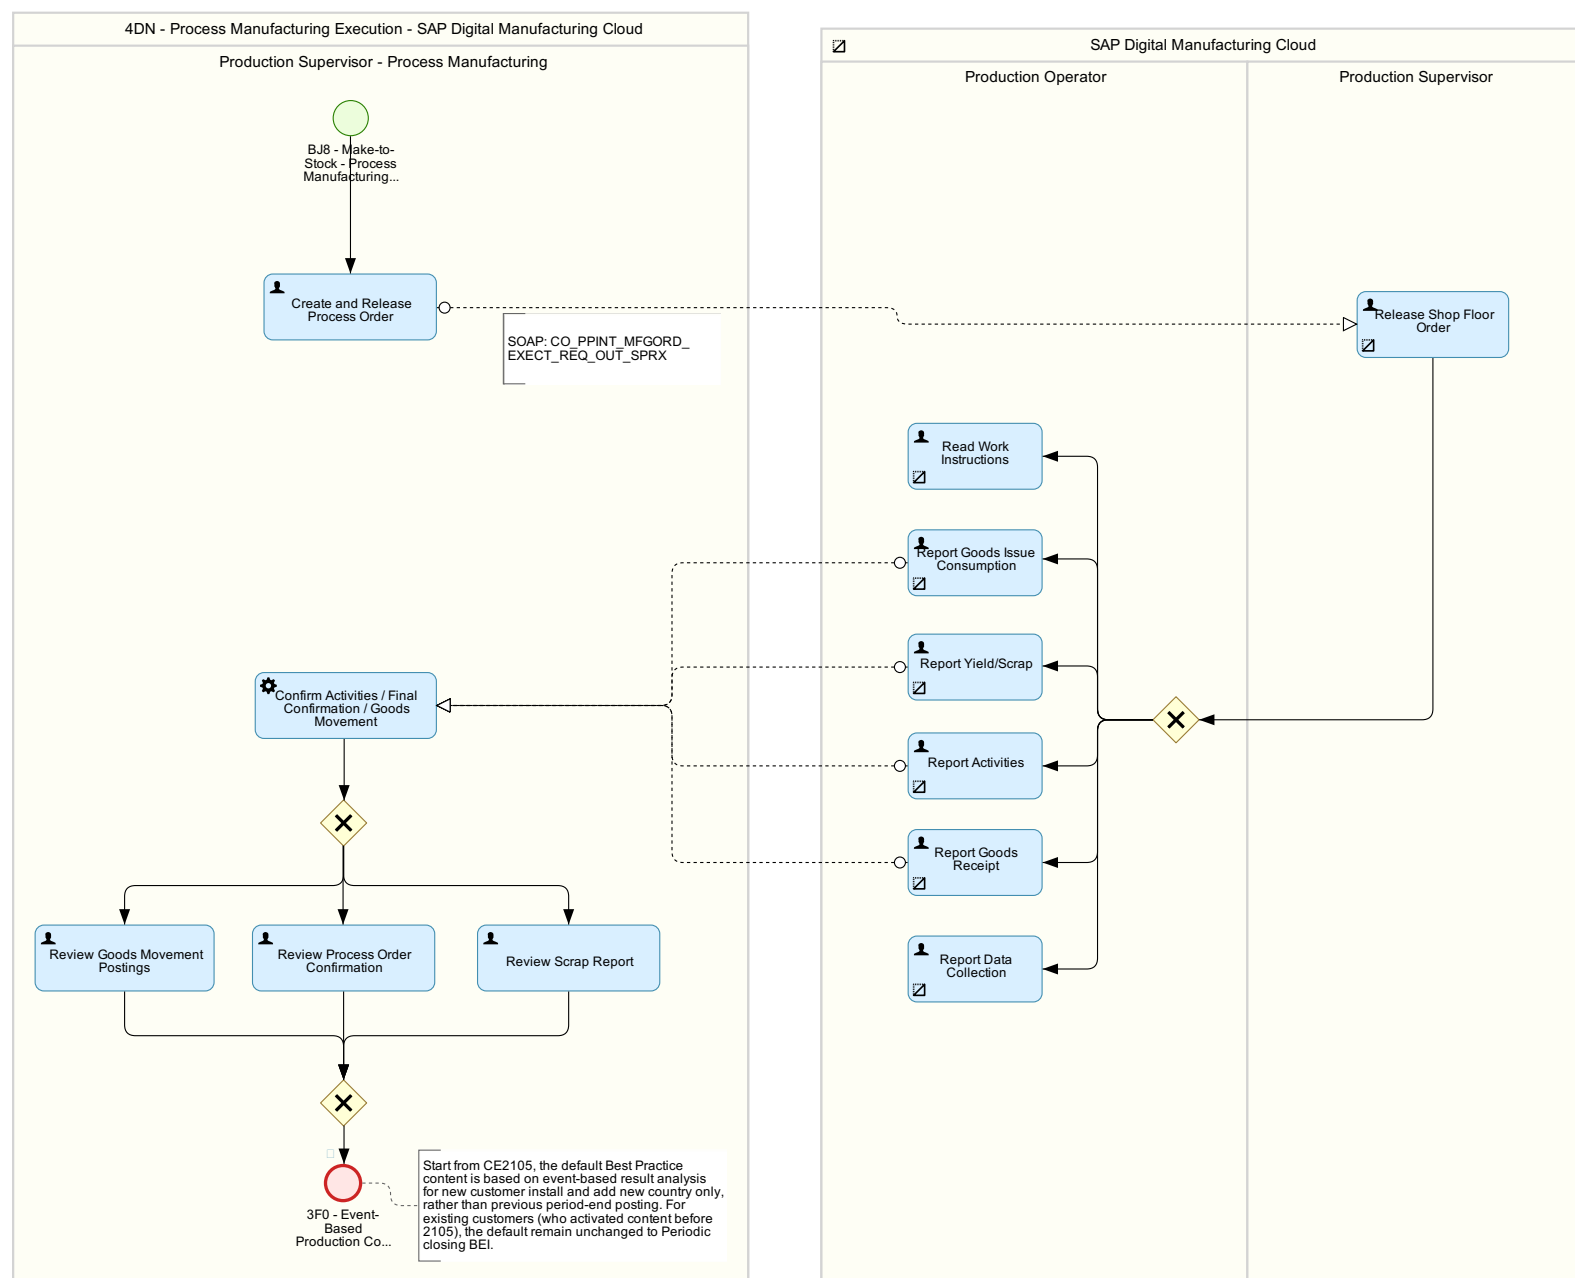 4DN - Process Manufacturing Execution - SAP Digital Manufacturing Cloud
Production Supervisor - Process Manufacturing
BJ8 - Make-to-
Stock - Process
Manufacturing...
Create and Release
Process Order
SOAP: CO_PPINT_MFGORD_
EXECT_REQ_OUT_SPRX
Confirm Activities / Final
Confirmation / Goods
Movement
Review Goods Movement
Postings
Review Process Order
Confirmation
Review Scrap Report
3F0 - Event-
Based
Production Co...
Start from CE2105, the default Best Practice
content is based on event-based result analysis
for new customer install and add new country only,
rather than previous period-end posting. For
existing customers (who activated content before
2105), the default remain unchanged to Periodic
closing BEI.
SAP Digital Manufacturing Cloud
Production Operator
Production Supervisor
Release Shop Floor
Order
Read Work
Instructions
Report Goods Issue
Consumption
Report Yield/Scrap
Report Activities
Report Goods
Receipt
Report Data
Collection